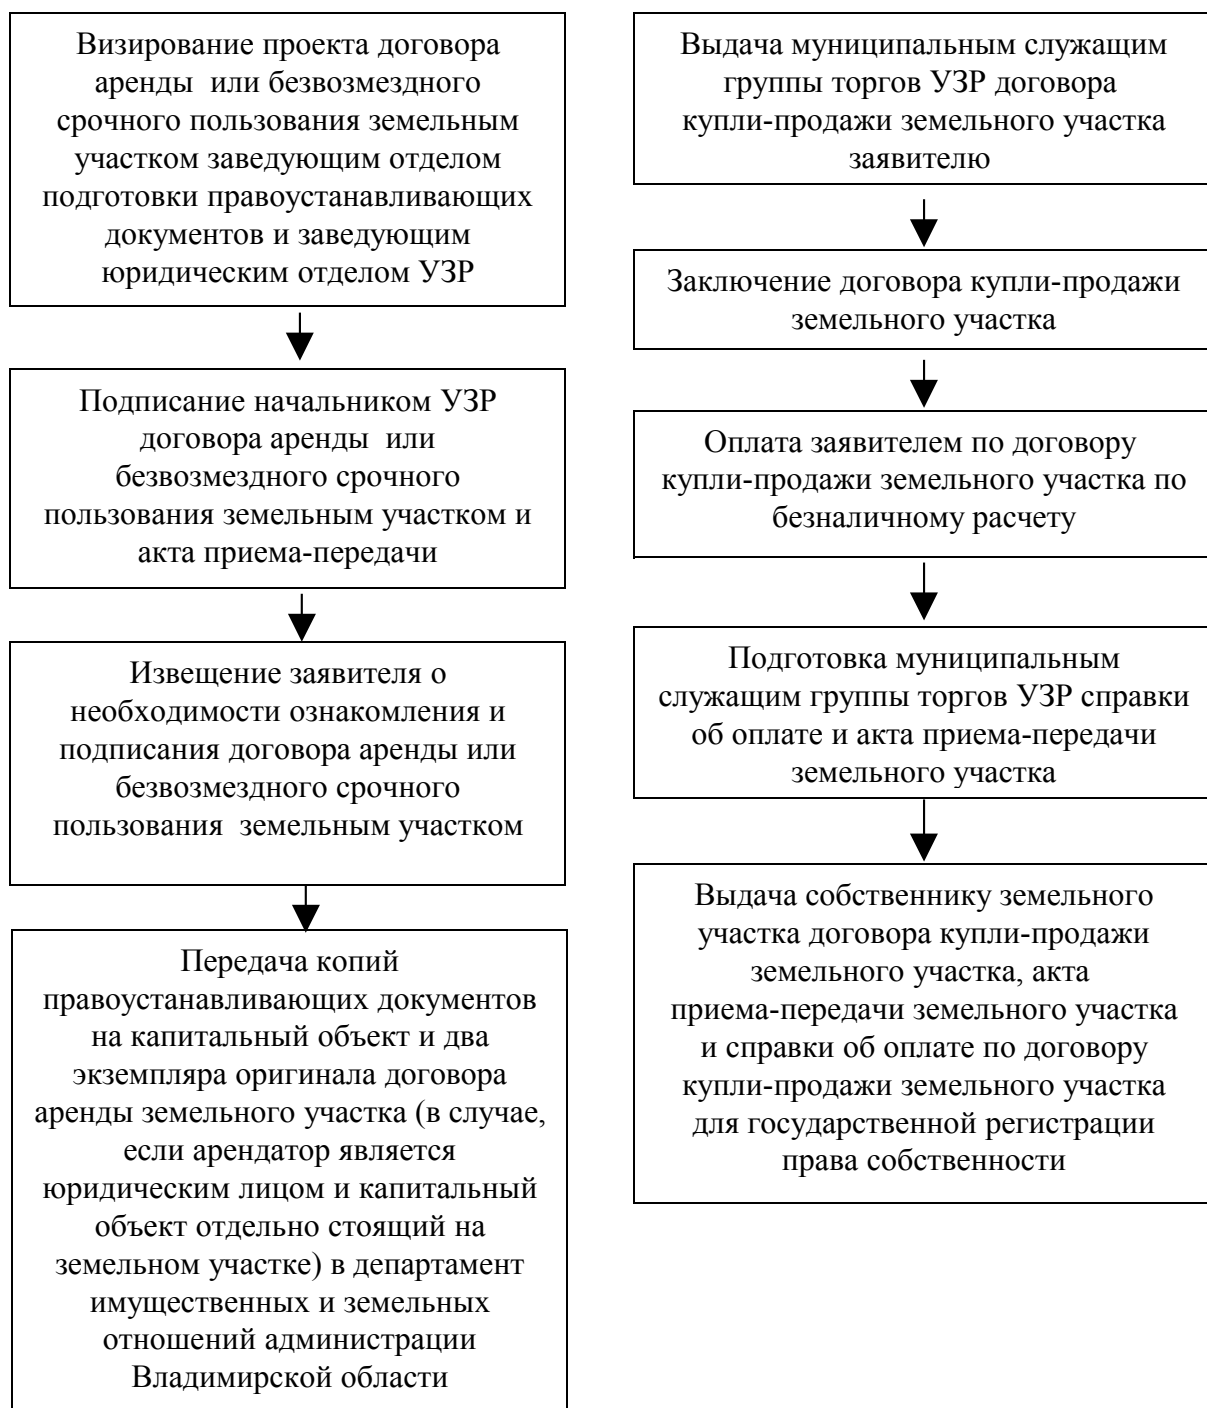 Визирование проекта договора
аренды или безвозмездного
срочного пользования земельным
участком заведующим отделом
подготовки правоустанавливающих
документов и заведующим
юридическим отделом УЗР
Подписание начальником УЗР
договора аренды или
безвозмездного срочного
пользования земельным участком и
акта приема-передачи
Извещение заявителя о
необходимости ознакомления и
подписания договора аренды или
безвозмездного срочного
пользования земельным участком
Передача копий
правоустанавливающих документов
на капитальный объект и два
экземпляра оригинала договора
аренды земельного участка (в случае,
если арендатор является
юридическим лицом и капитальный
объект отдельно стоящий на
земельном участке) в департамент
имущественных и земельных
отношений администрации
Владимирской области
Выдача муниципальным служащим
группы торгов УЗР договора
купли-продажи земельного участка
заявителю
Заключение договора купли-продажи
земельного участка
Оплата заявителем по договору
купли-продажи земельного участка по
безналичному расчету
Подготовка муниципальным
служащим группы торгов УЗР справки
об оплате и акта приема-передачи
земельного участка
Выдача собственнику земельного
участка договора купли-продажи
земельного участка, акта
приема-передачи земельного участка
и справки об оплате по договору
купли-продажи земельного участка
для государственной регистрации
права собственности